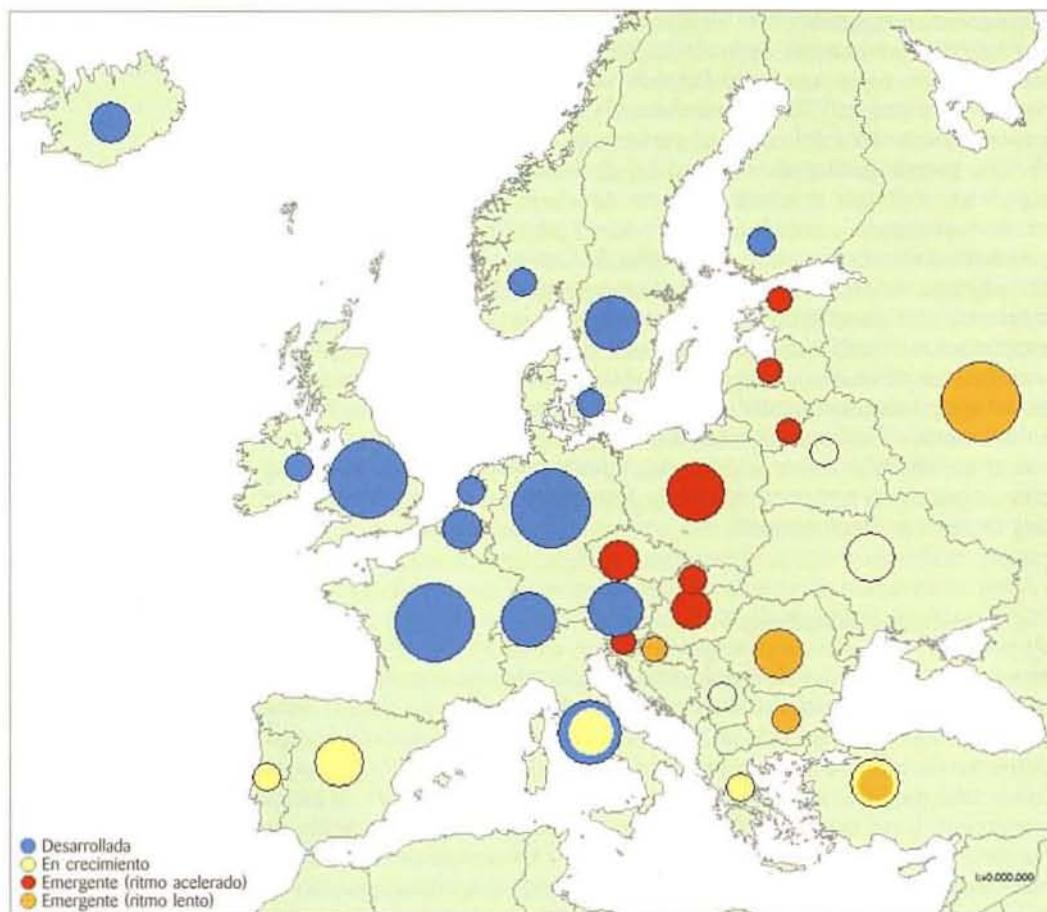 Desarrollada
En crecimiento
Emergente (ritmo acelerado)
Emergente (ritmo lento)